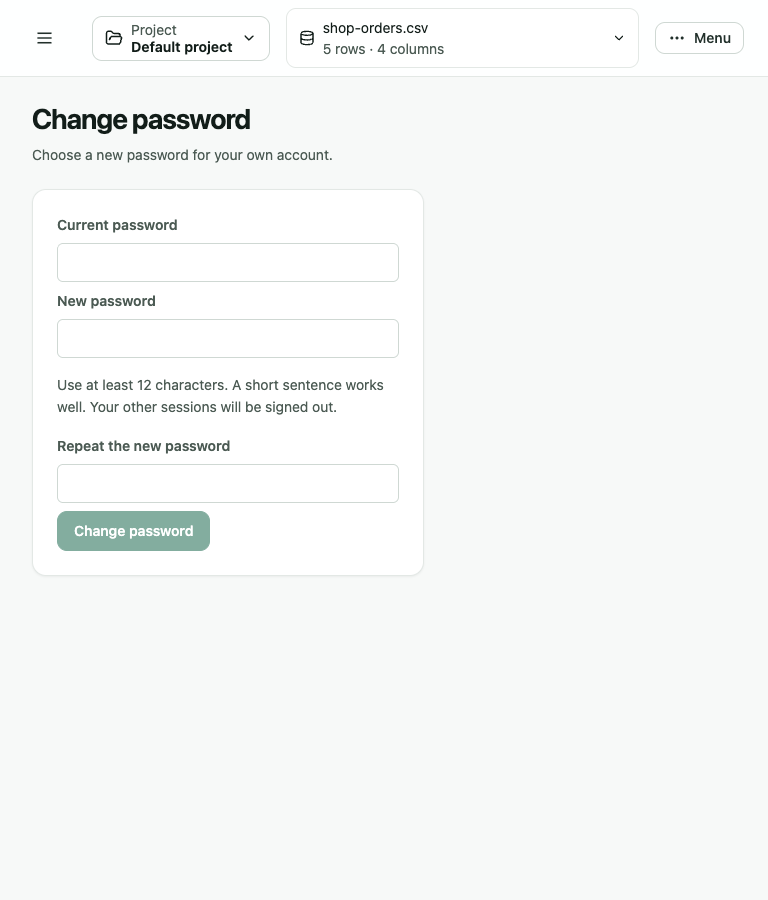 Project
Default project
shop-orders.csv
5 rows · 4 columns
Menu
Change password
Choose a new password for your own account.
Current password
New password
Use at least 12 characters. A short sentence works
well. Your other sessions will be signed out.
Repeat the new password
Change password